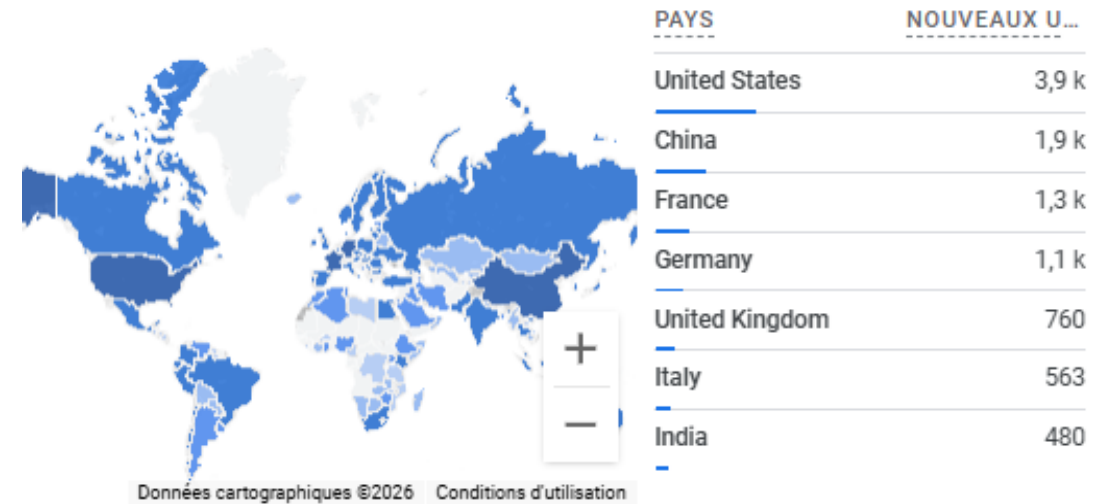 PAYS NOUVEAUX U...
United States 3,9 k
China 1,9 k
France 1,3 k
Germany 1,1 k
United Kingdom 760
Italy 563
India 480
+
−
Données cartographiques ©2026 Conditions d'utilisation